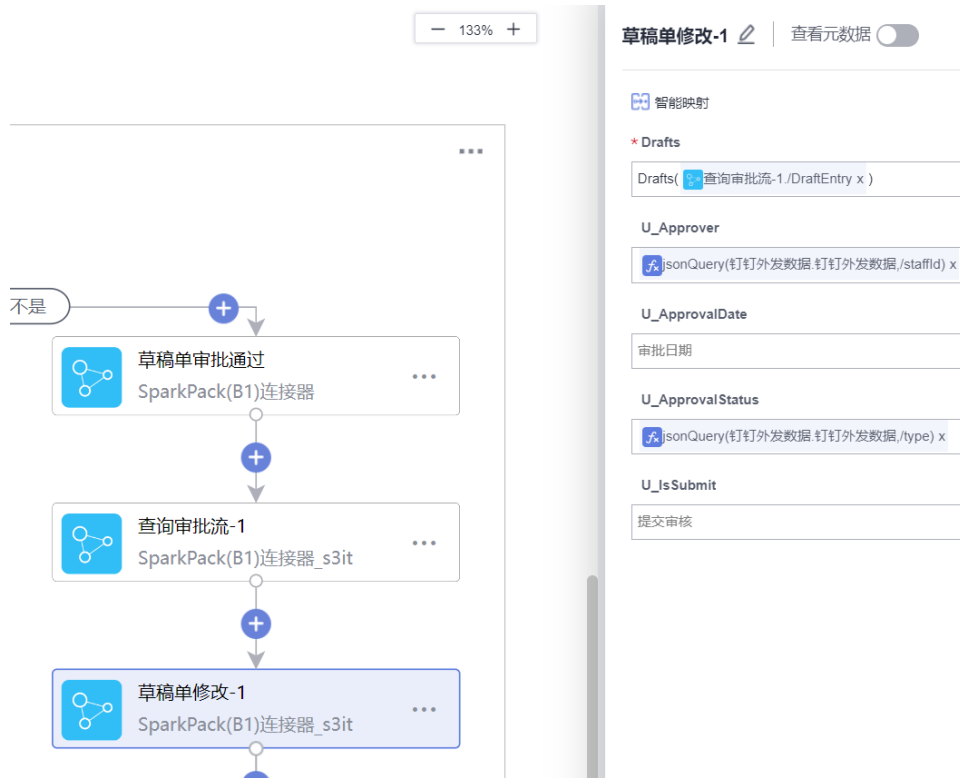 133%
不是
草稿单审批通过
SparkPack(B1)连接器
查询审批流-1
SparkPack(B1)连接器_s3it
草稿单修改-1
SparkPack(B1)连接器_s3it
草稿单修改-1 查看元数据
智能映射
* Drafts
Drafts( 查询审批流-1./DraftEntry x )
U_Approver
fx jsonQuery(钉钉外发数据.钉钉外发数据,/staffId) x
U_ApprovalDate
审批日期
U_ApprovalStatus
fx jsonQuery(钉钉外发数据.钉钉外发数据,/type) x
U_IsSubmit
提交审核